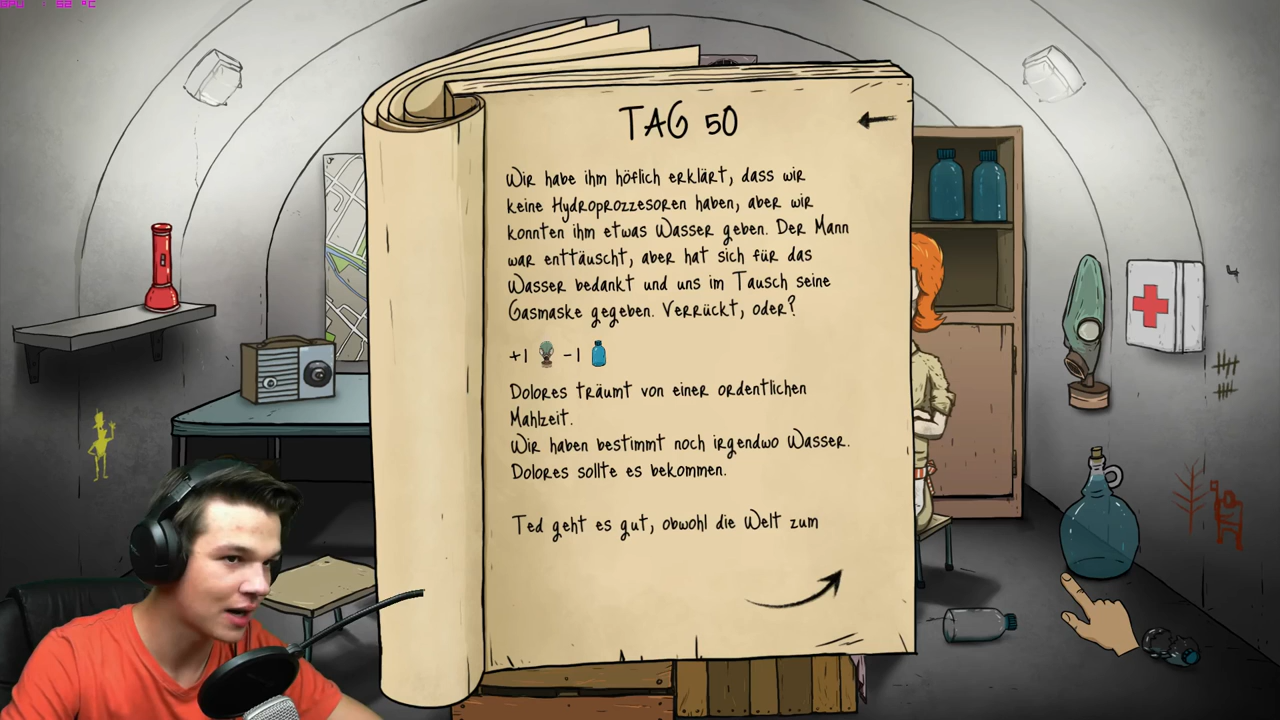 GPU : 52 °C
TAG 50
Wir habe ihm höflich erklärt, dass wir
keine Hydroprozzesoren haben, aber wir
konnten ihm etwas Wasser geben. Der Mann
war enttäuscht, aber hat sich für das
Wasser bedankt und uns im Tausch seine
Gasmaske gegeben. Verrückt, oder?
+1 -1
Dolores träumt von einer ordentlichen
Mahlzeit.
Wir haben bestimmt noch irgendwo Wasser.
Dolores sollte es bekommen.
Ted geht es gut, obwohl die Welt zum